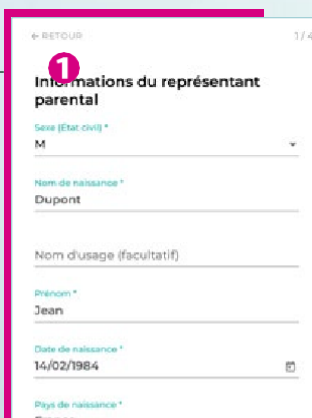 ← RETOUR 1/4
1
Informations du représentant
parental
Sexe (Etat civil) *
M
Nom de naissance *
Dupont
Nom d'usage (facultatif)
Prénom *
Jean
Date de naissance *
14/02/1984
Pays de naissance *